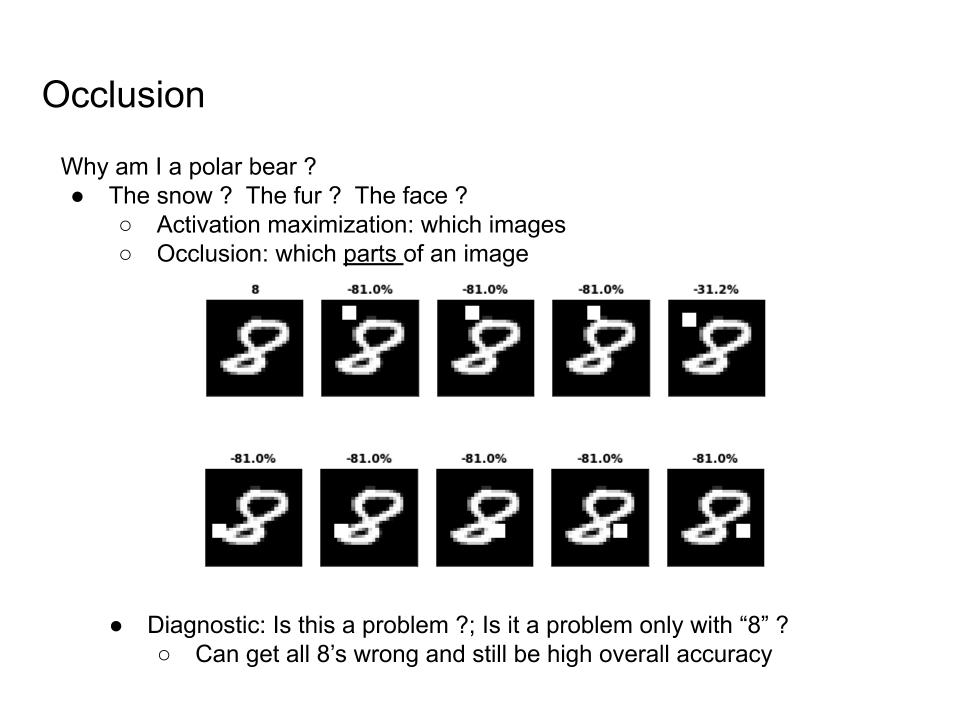 Occlusion
Why am I a polar bear ?
● The snow ? The fur ? The face ?
○ Activation maximization: which images
○ Occlusion: which parts of an image
8 -81.0% -81.0% -81.0% -31.2%
-81.0% -81.0% -81.0% -81.0% -81.0%
● Diagnostic: Is this a problem ?; Is it a problem only with “8” ?
○ Can get all 8’s wrong and still be high overall accuracy